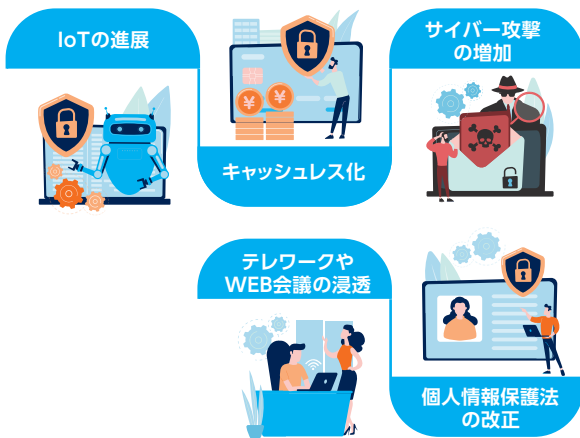 IoTの進展
サイバー攻撃
の増加
¥ ¥
キャッシュレス化
テレワークや
WEB会議の浸透
個人情報保護法
の改正